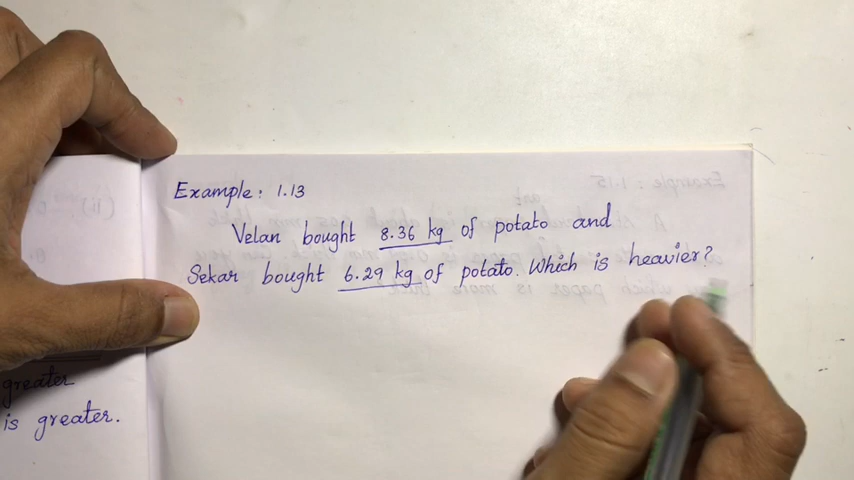 Example: 1.13
Velan bought 8.36 kg of potato and
Sekar bought 6.29 kg of potato. Which is heavier?
greater
is greater.